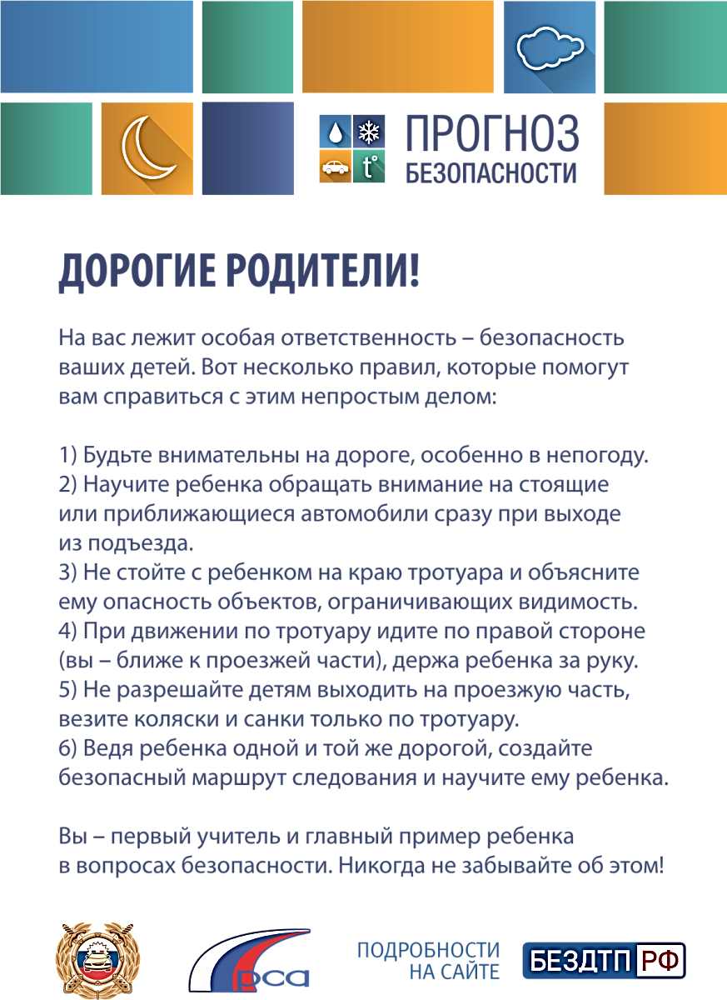 t°
ПРОГНОЗ
БЕЗОПАСНОСТИ
ДОРОГИЕ РОДИТЕЛИ!
На вас лежит особая ответственность – безопасность
ваших детей. Вот несколько правил, которые помогут
вам справиться с этим непростым делом:
1) Будьте внимательны на дороге, особенно в непогоду.
2) Научите ребенка обращать внимание на стоящие
или приближающиеся автомобили сразу при выходе
из подъезда.
3) Не стойте с ребенком на краю тротуара и объясните
ему опасность объектов, ограничивающих видимость.
4) При движении по тротуару идите по правой стороне
(вы – ближе к проезжей части), держа ребенка за руку.
5) Не разрешайте детям выходить на проезжую часть,
везите коляски и санки только по тротуару.
6) Ведя ребенка одной и той же дорогой, создайте
безопасный маршрут следования и научите ему ребенка.
Вы – первый учитель и главный пример ребенка
в вопросах безопасности. Никогда не забывайте об этом!
рса
ПОДРОБНОСТИ
НА САЙТЕ
БЕЗДТП РФ